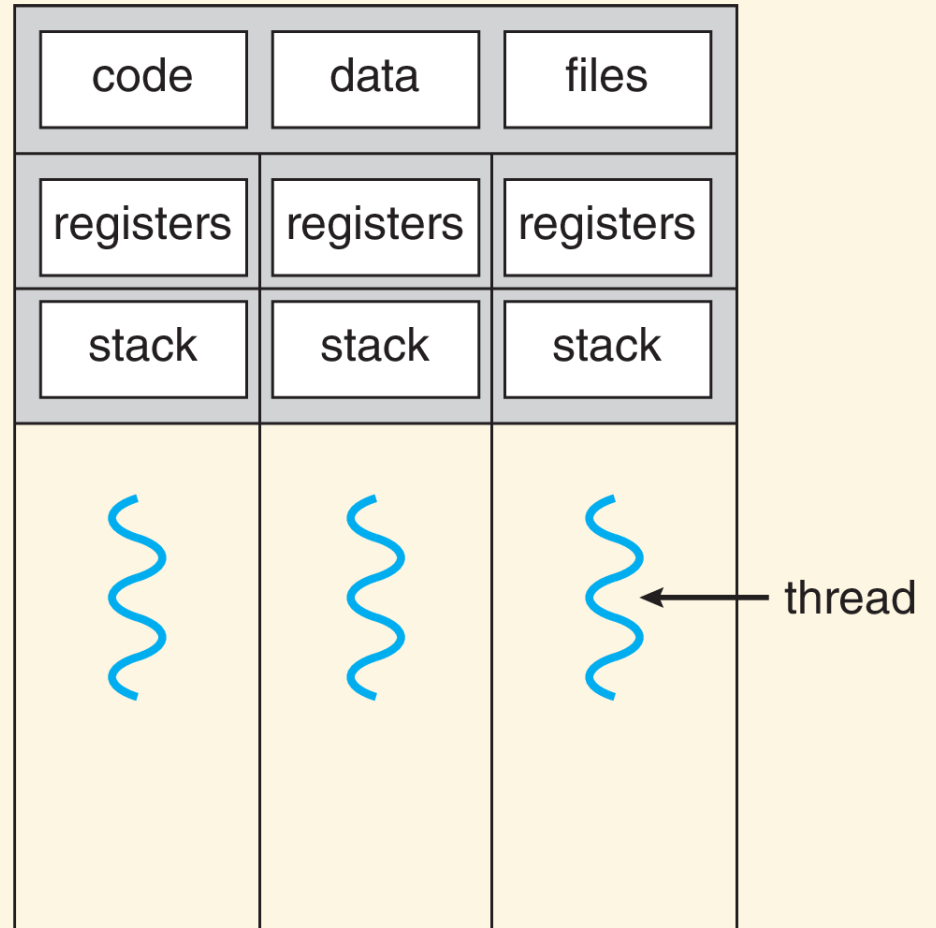 code data files
registers registers registers
stack stack stack
thread